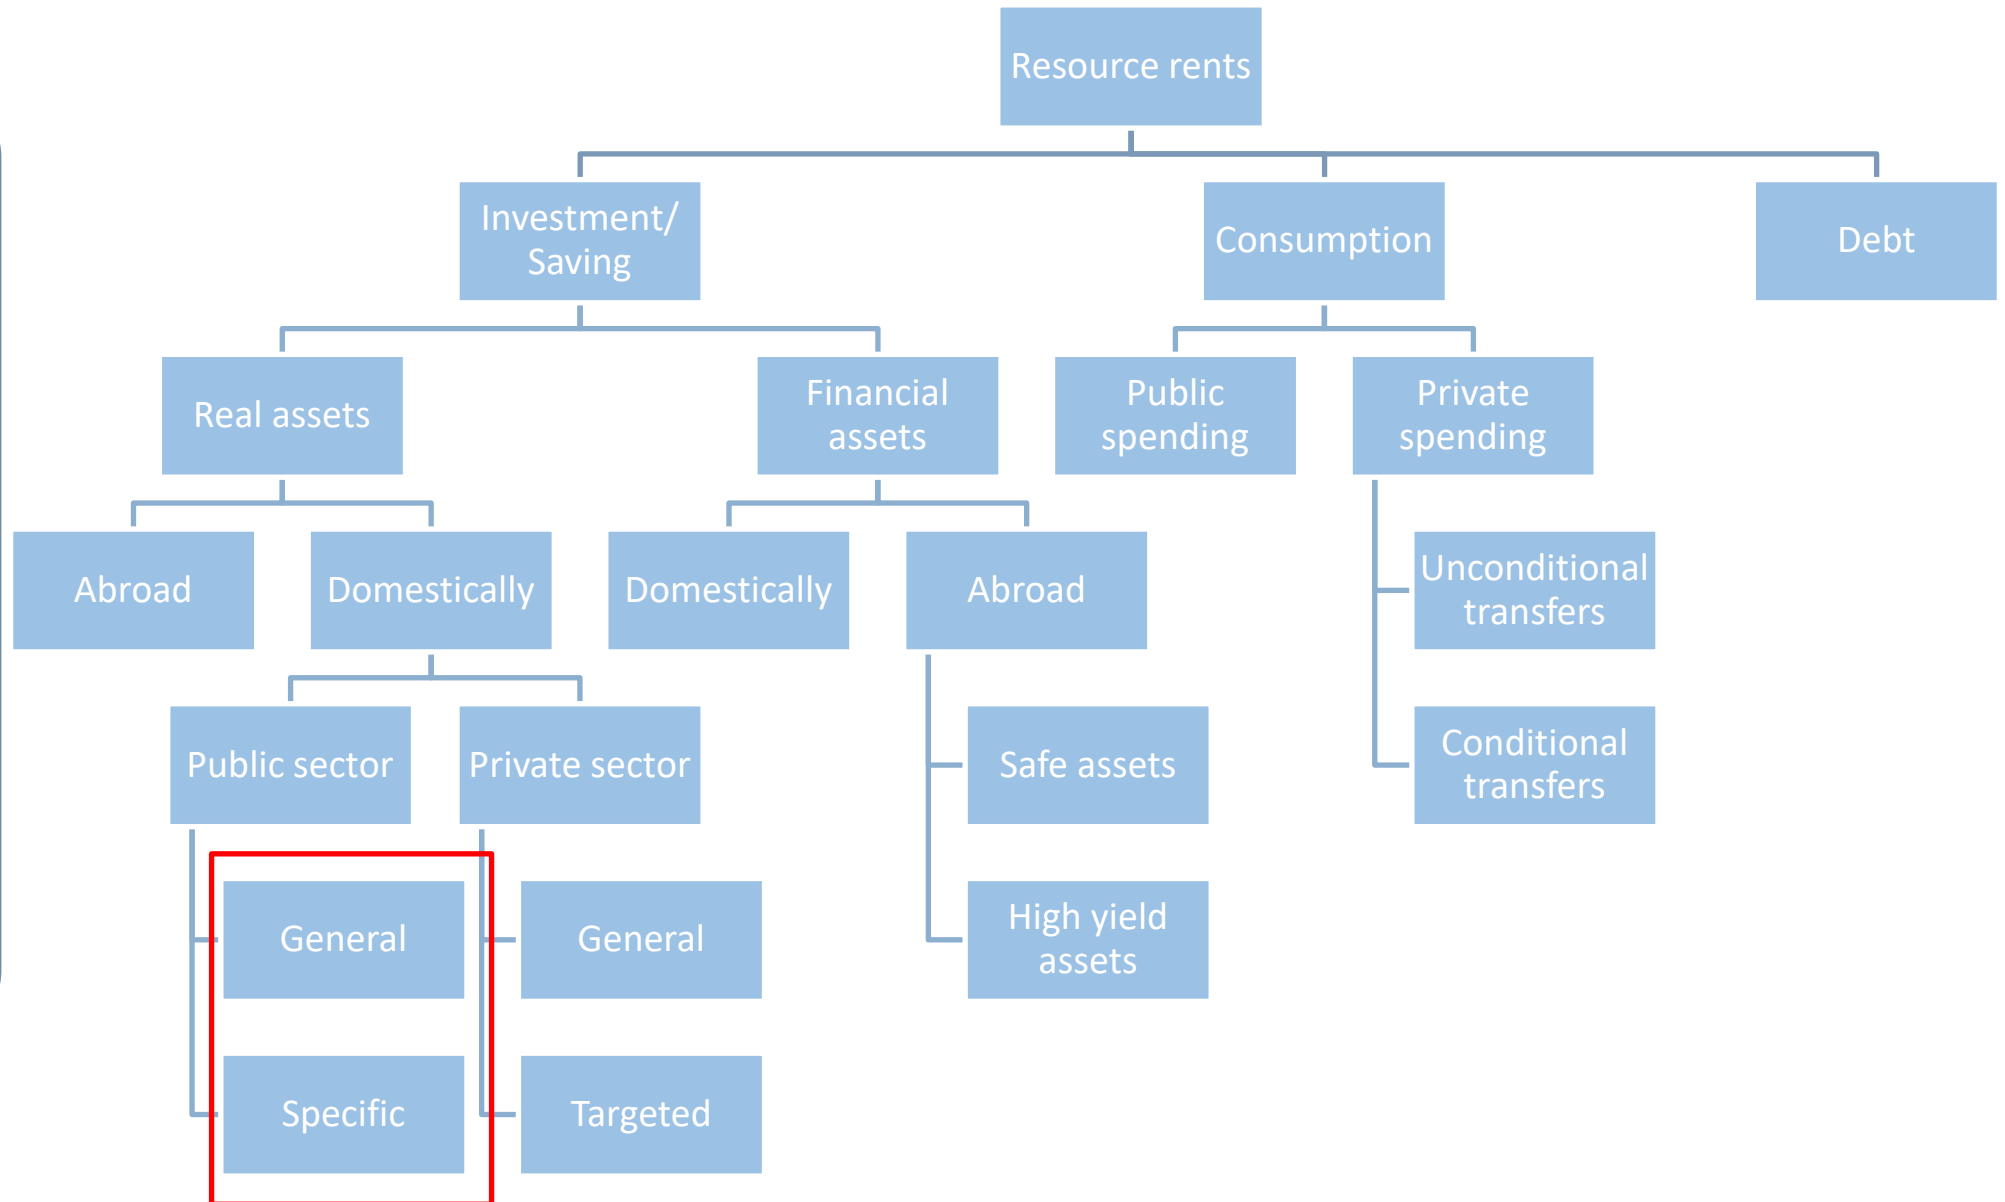 Resource rents
Investment/
Saving
Consumption
Debt
Real assets
Financial
assets
Public
spending
Private
spending
Abroad
Domestically
Domestically
Abroad
Unconditional
transfers
Public sector
Private sector
Safe assets
Conditional
transfers
General
General
High yield
assets
Specific
Targeted